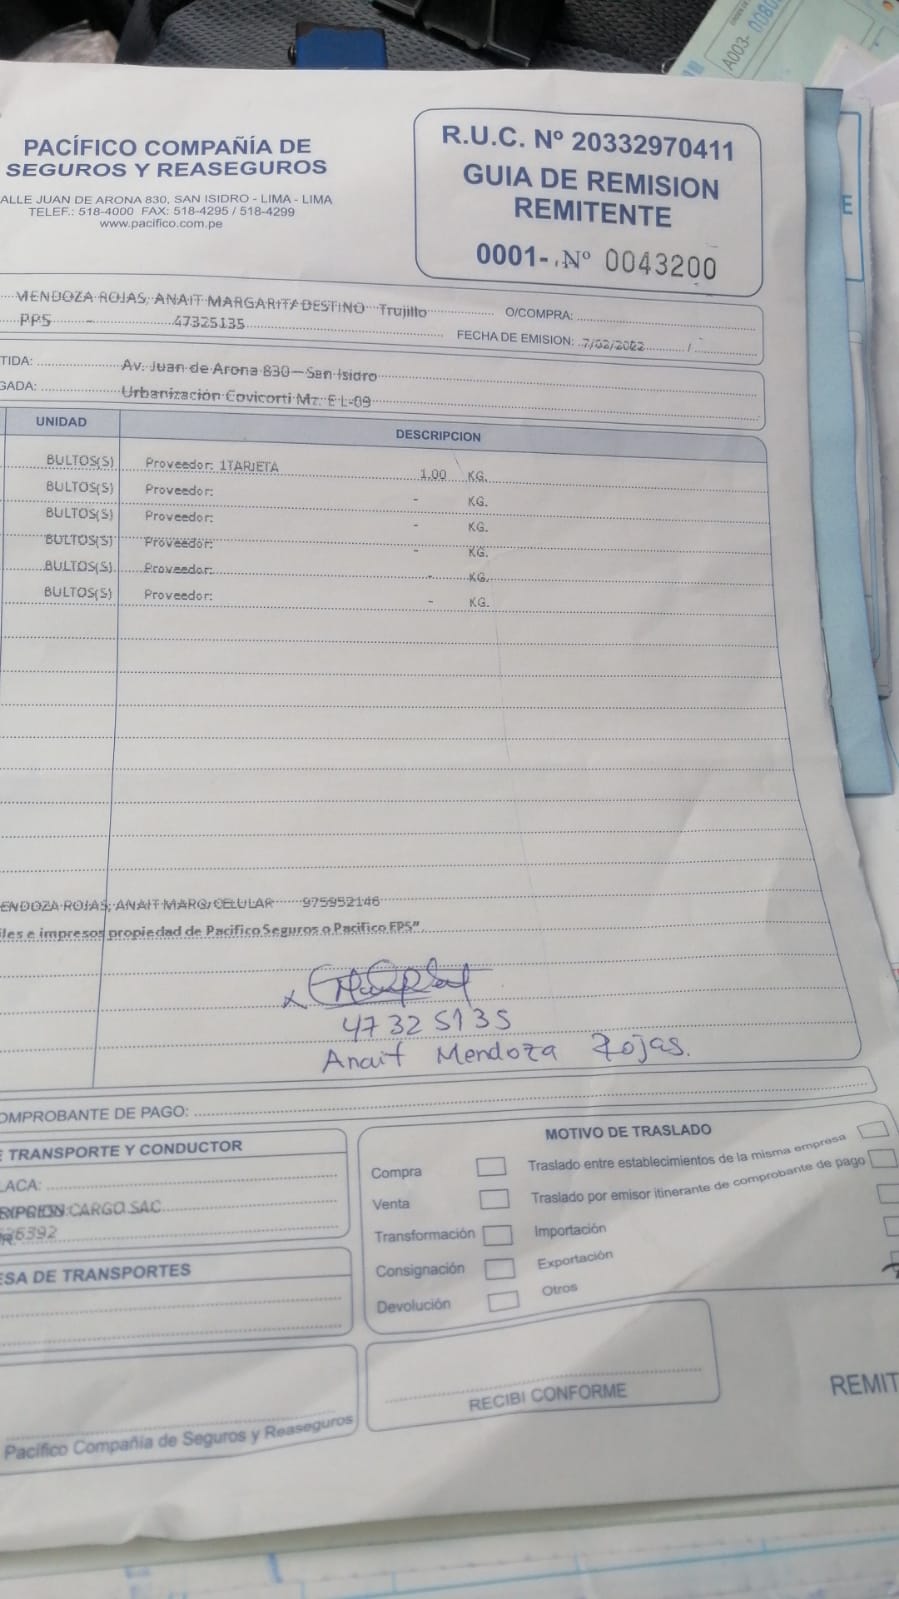 PACÍFICO COMPAÑÍA DE
SEGUROS Y REASEGUROS
ALLE JUAN DE ARONA 830, SAN ISIDRO - LIMA - LIMA
TELEF.: 518-4000 FAX: 518-4295 / 518-4299
www.pacifico.com.pe
R.U.C. Nº 20332970411
GUIA DE REMISION
REMITENTE
0001- Nº 0043200
A003-
MENDOZA ROJAS, ANAIT MARGARITA DESTINO Trujillo
O/COMPRA:
PPS - 47325135
FECHA DE EMISION: 7/02/2022 /
TIDA: Av. Juan de Arona 830-San Isidro
GADA: Urbanización Covicorti Mz. E L-09
UNIDAD DESCRIPCION
BULTOS(S) Proveedor: 1TARJETA 1.00 KG.
BULTOS(S) Proveedor: - KG.
BULTOS(S) Proveedor: - KG.
BULTOS(S) Proveedor: - KG.
BULTOS(S) Proveedor: - KG.
BULTOS(S) Proveedor: - KG.
ENDOZA ROJAS, ANAIT MARG/CELULAR 975952146
iles e impresos propiedad de Pacifico Seguros o Pacifico EPS"
47325135
Anait Mendoza Rojas.
OMPROBANTE DE PAGO:
E TRANSPORTE Y CONDUCTOR
LACA:
CARGO SAC
6392
ESA DE TRANSPORTES
MOTIVO DE TRASLADO
Compra
Traslado entre establecimientos de la misma empresa
Venta
Traslado por emisor itinerante de comprobante de pago
Transformación
Importación
Consignación
Exportación
Devolución
Otros
Pacífico Compañía de Seguros y Reaseguros
RECIBI CONFORME
REMIT